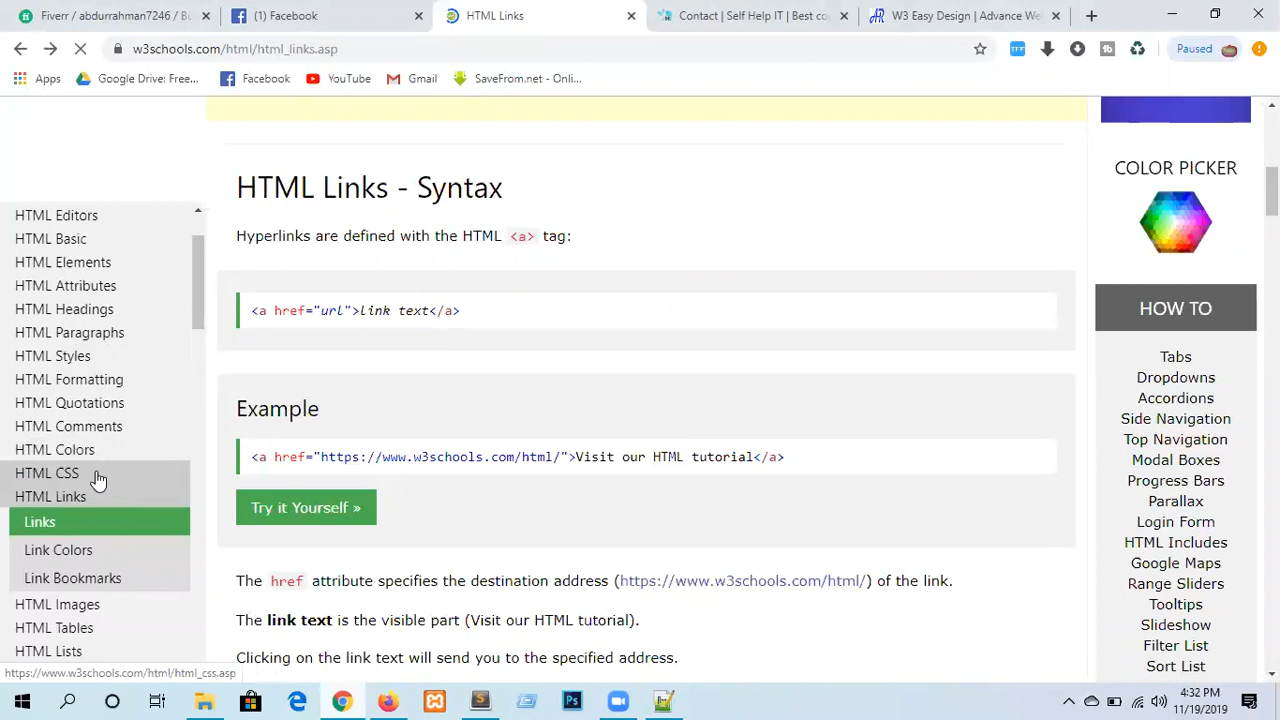 Fiverr / abdurrahman7246 / Busin
(1) Facebook
HTML Links
Contact | Self Help IT | Best co
W3 Easy Design | Advance We
w3schools.com/html/html_links.asp
Paused
Apps
Google Drive: Free...
Facebook
YouTube
Gmail
SaveFrom.net - Onli...
HTML Editors
HTML Basic
HTML Elements
HTML Attributes
HTML Headings
HTML Paragraphs
HTML Styles
HTML Formatting
HTML Quotations
HTML Comments
HTML Colors
HTML CSS
HTML Links
Links
Link Colors
Link Bookmarks
HTML Images
HTML Tables
HTML Lists
https://www.w3schools.com/html/html_css.asp
HTML Links - Syntax
Hyperlinks are defined with the HTML <a> tag:
<a href="url">link text</a>
Example
<a href="https://www.w3schools.com/html/">Visit our HTML tutorial</a>
Try it Yourself »
The href attribute specifies the destination address (https://www.w3schools.com/html/) of the link.
The link text is the visible part (Visit our HTML tutorial).
Clicking on the link text will send you to the specified address.
COLOR PICKER
HOW TO
Tabs
Dropdowns
Accordions
Side Navigation
Top Navigation
Modal Boxes
Progress Bars
Parallax
Login Form
HTML Includes
Google Maps
Range Sliders
Tooltips
Slideshow
Filter List
Sort List
4:32 PM
11/19/2019